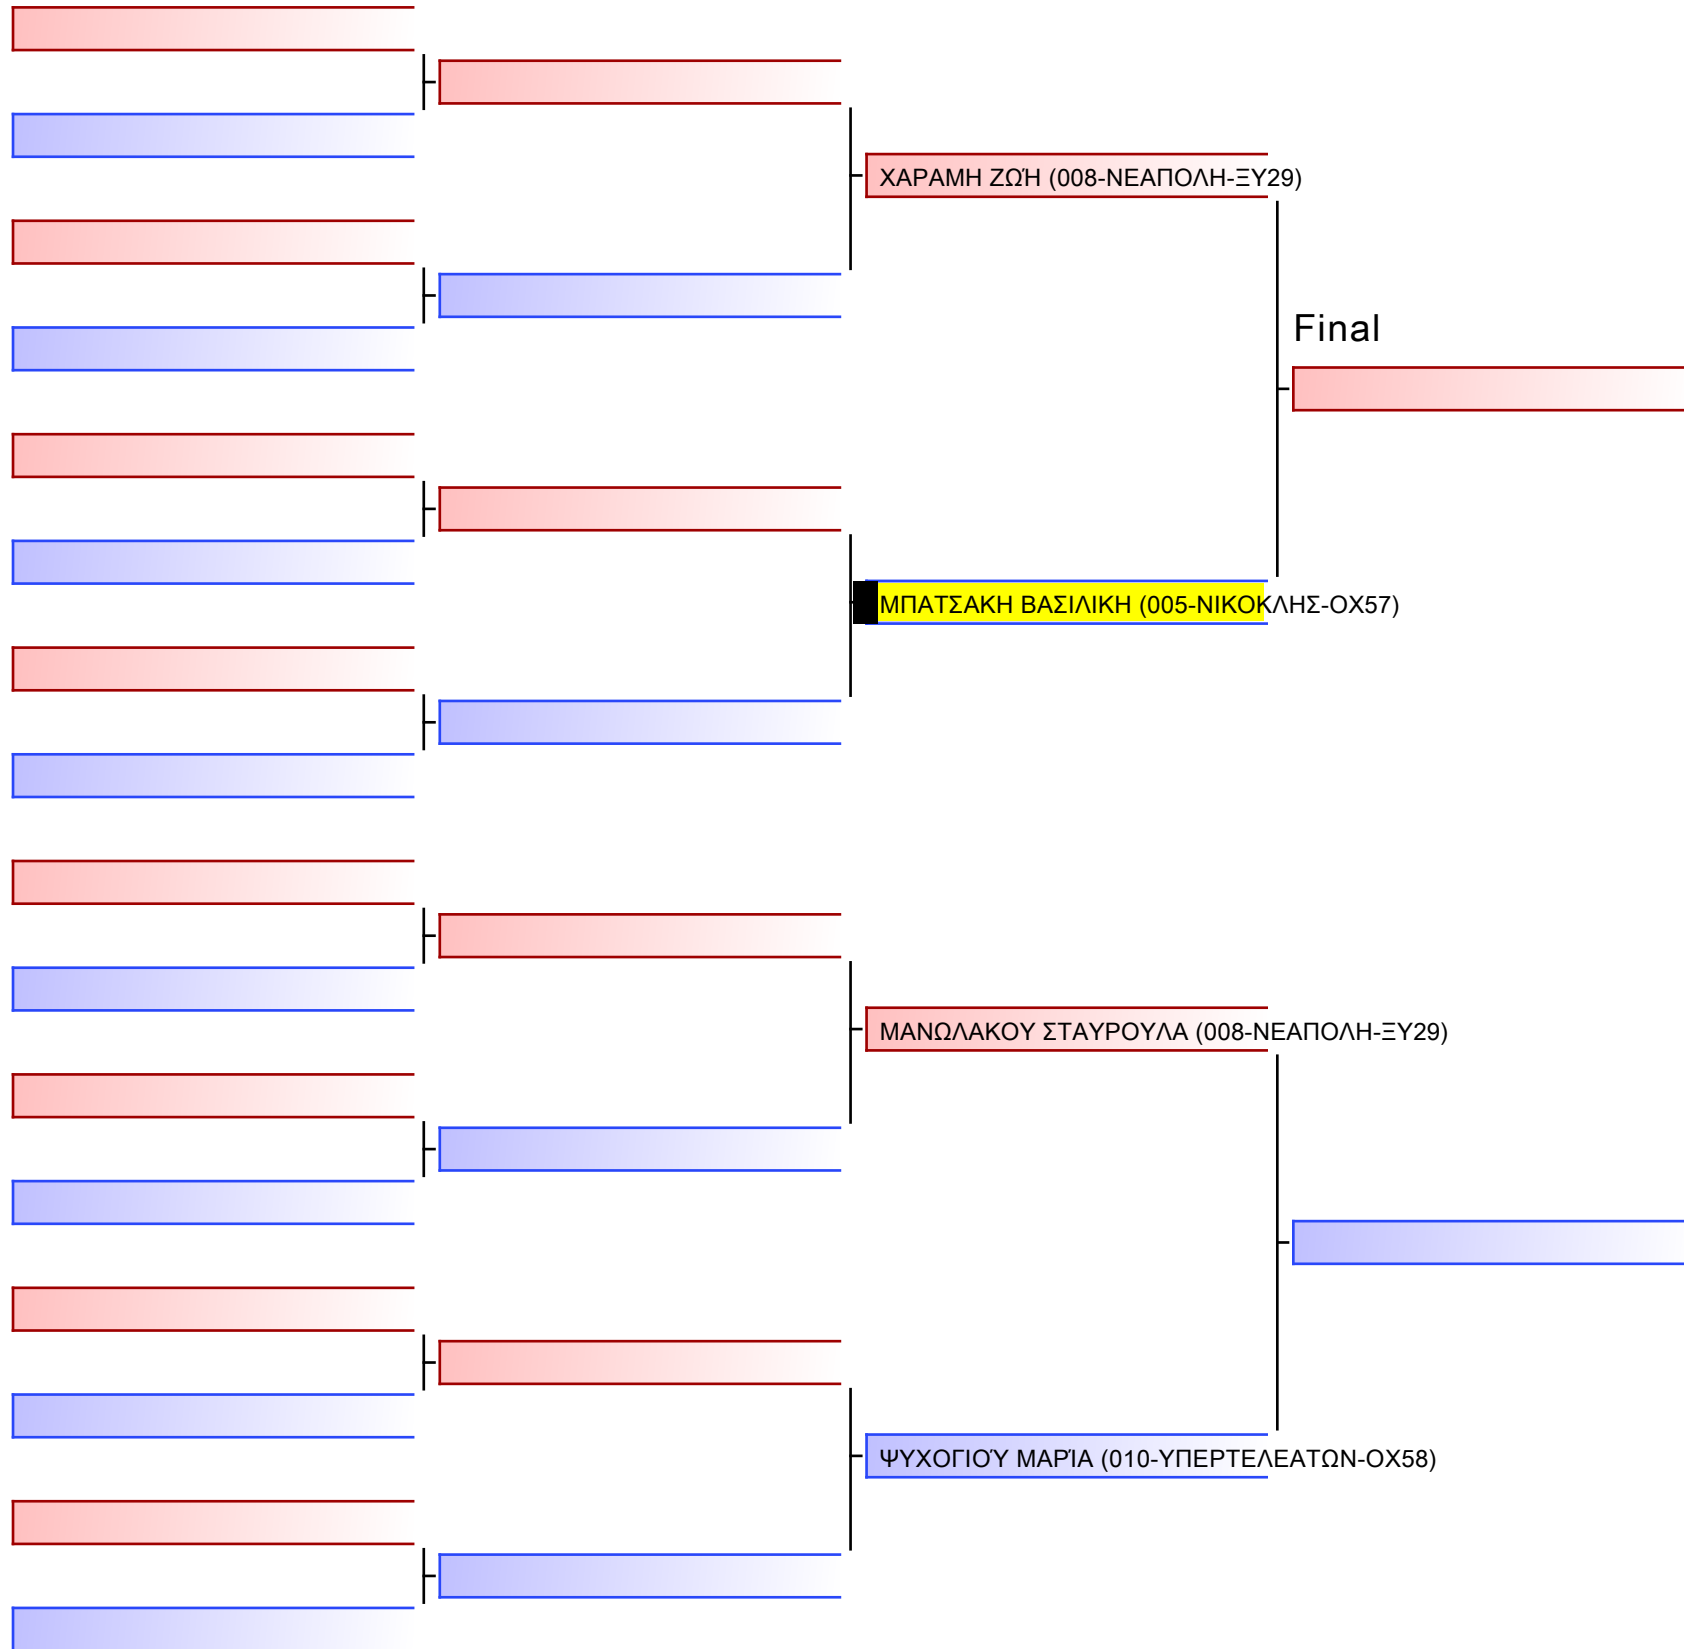 ΧΑΡΑΜΗ ΖΩΉ (008-ΝΕΑΠΟΛΗ-ΞΥ29)
Final
ΜΠΑΤΣΑΚΗ ΒΑΣΙΛΙΚΗ (005-ΝΙΚΟΚΛΗΣ-ΟΧ57)
ΜΑΝΩΛΑΚΟΥ ΣΤΑΥΡΟΥΛΑ (008-ΝΕΑΠΟΛΗ-ΞΥ29)
ΨΥΧΟΓΙΟΎ ΜΑΡΊΑ (010-ΥΠΕΡΤΕΛΕΑΤΩΝ-ΟΧ58)